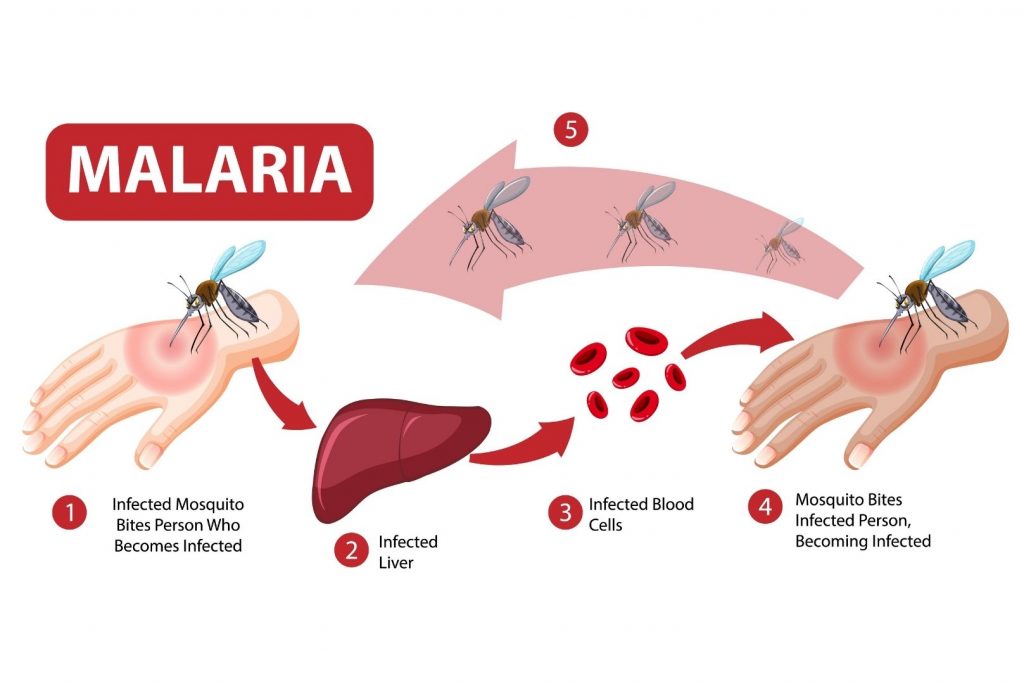 MALARIA
5
1
Infected Mosquito
Bites Person Who
Becomes Infected
2
Infected
Liver
3
Infected Blood
Cells
4
Mosquito Bites
Infected Person,
Becoming Infected